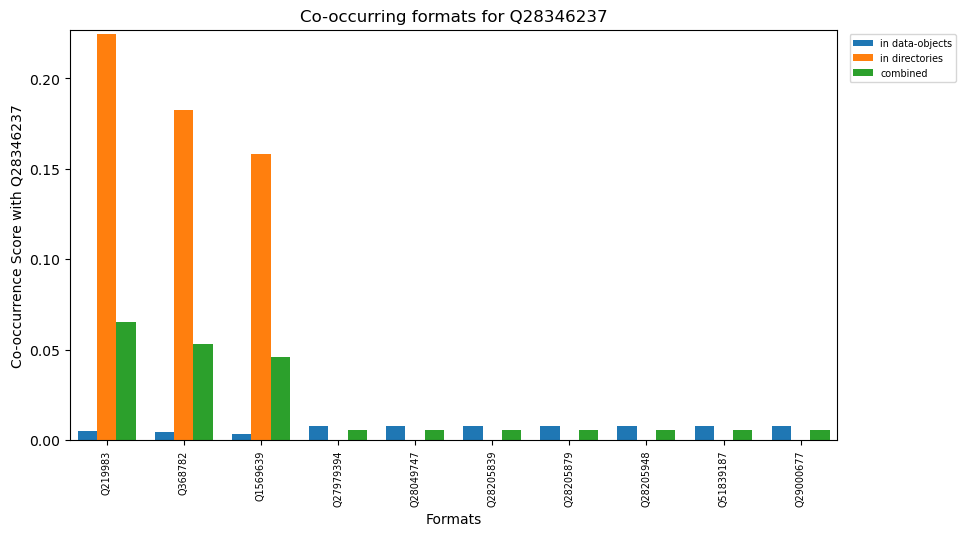 Co-occurring formats for Q28346237
in data-objects
in directories
combined
Co-occurrence Score with Q28346237
0.20
0.15
0.10
0.05
0.00
Q219983
Q368782
Q1569639
Q27979394
Q28049747
Q28205839
Q28205879
Q28205948
Q51839187
Q29000677
Formats